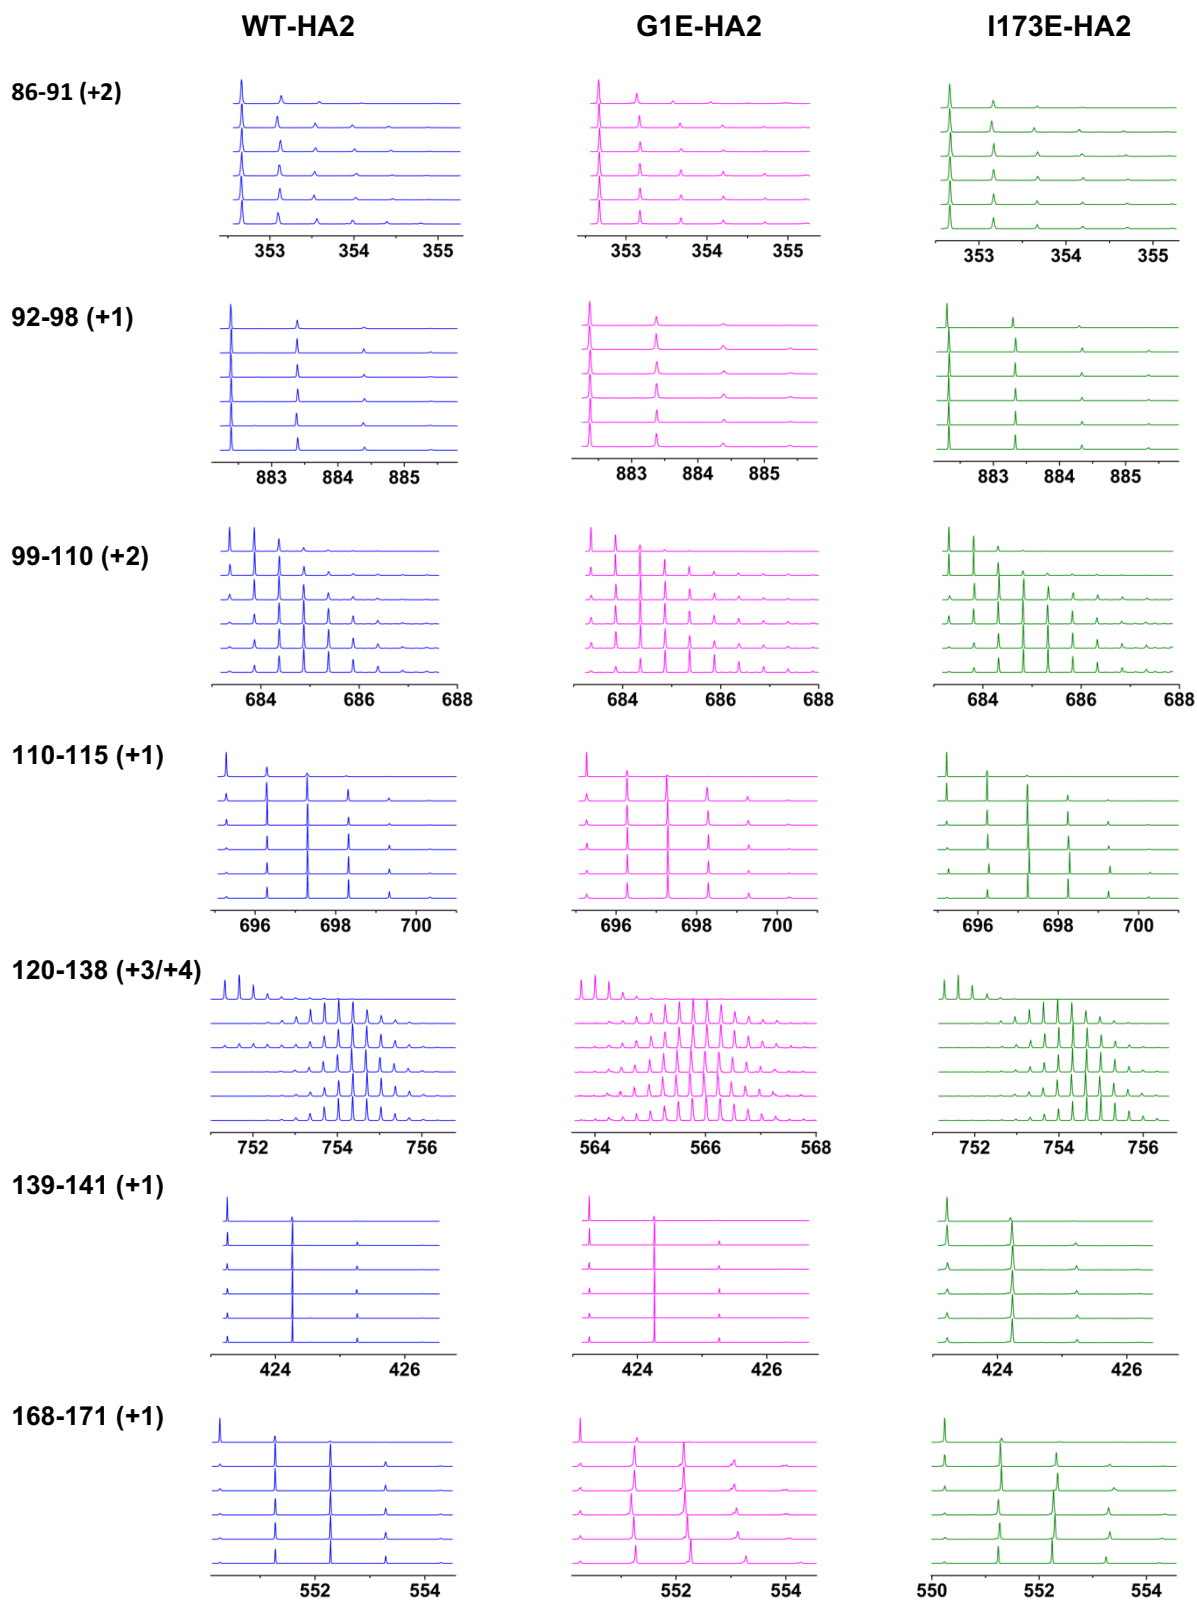 WT-HA2 G1E-HA2 I173E-HA2
86-91 (+2)
353 354 355 353 354 355 353 354 355
92-98 (+1)
883 884 885 883 884 885 883 884 885
99-110 (+2)
684 686 688 684 686 688 684 686 688
110-115 (+1)
696 698 700 696 698 700 696 698 700
120-138 (+3/+4)
752 754 756 564 566 568 752 754 756
139-141 (+1)
424 426 424 426 424 426
168-171 (+1)
552 554 552 554 550 552 554